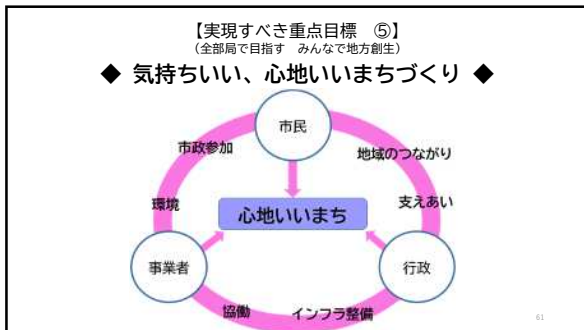 【実現すべき重点目標 ⑤】
(全部局で目指す みんなで地方創生)
◆ 気持ちいい、心地いいまちづくり ◆
市民
市政参加
地域のつながり
環境
支えあい
心地いいまち
事業者
行政
協働
インフラ整備
61